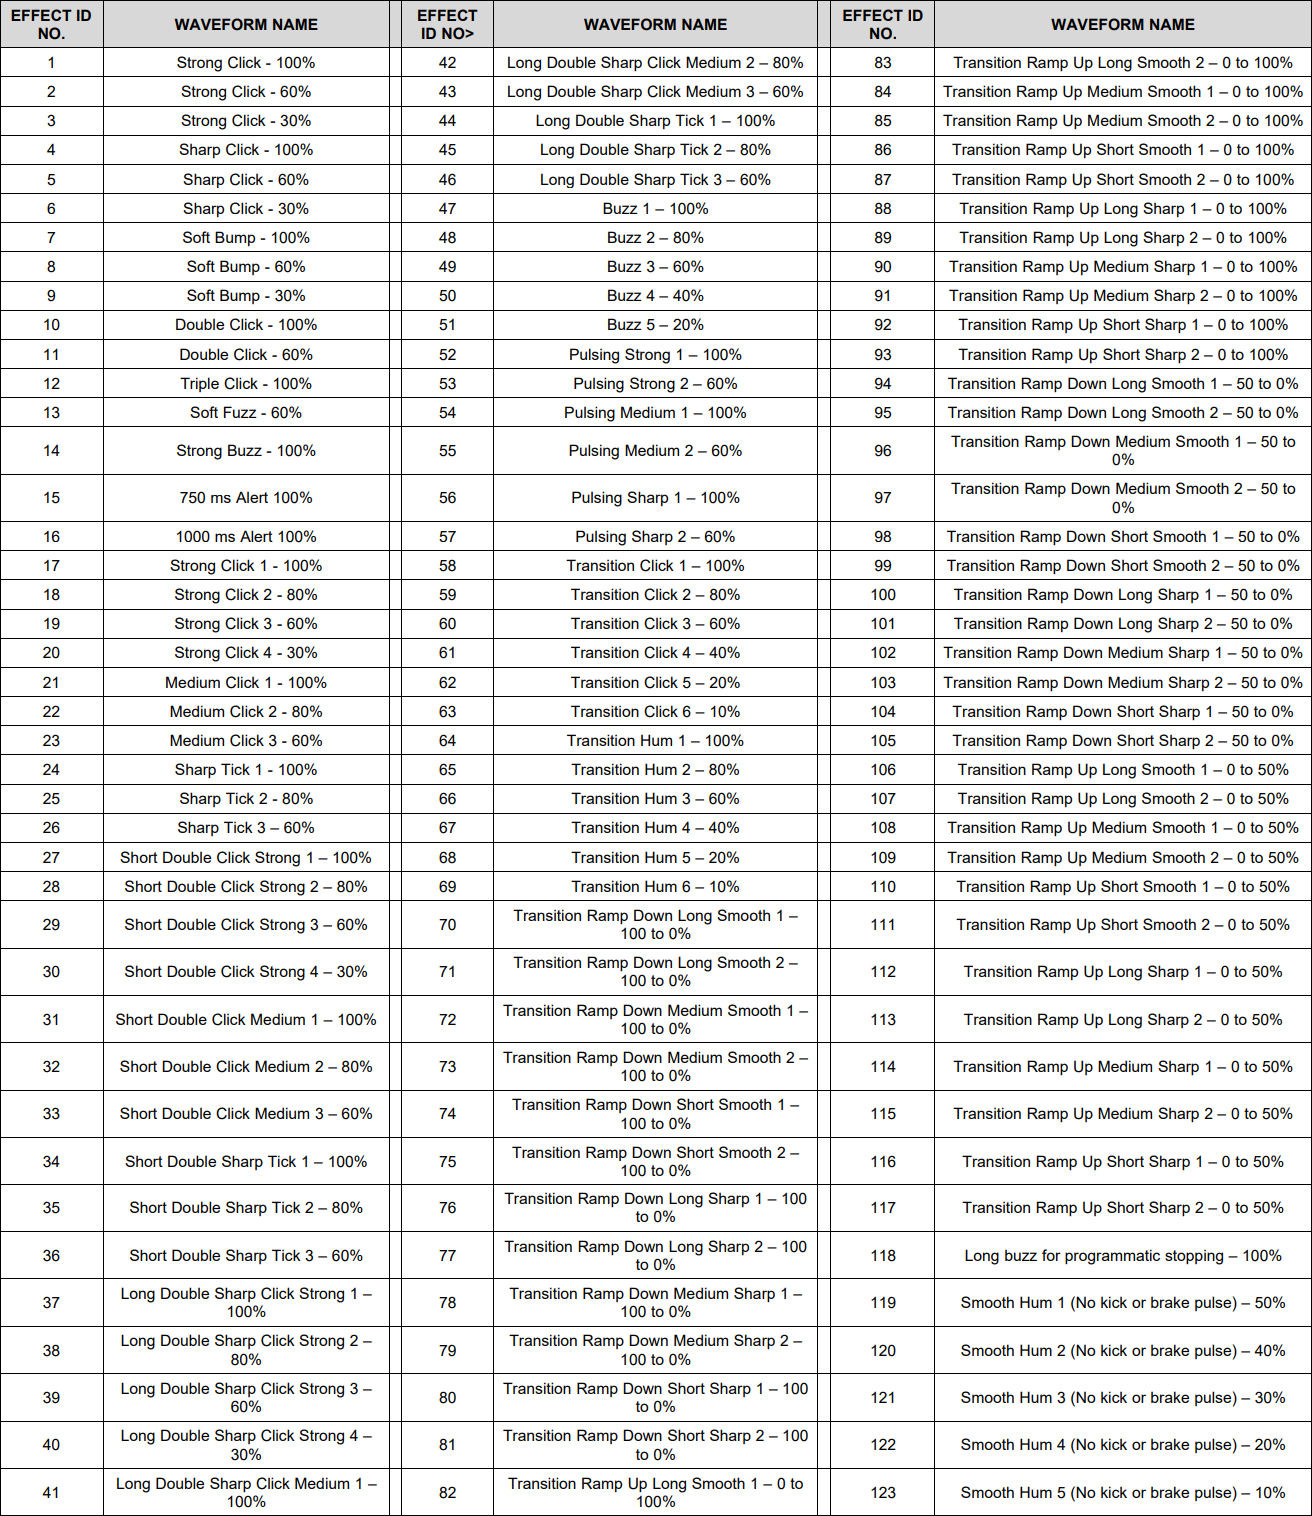 EFFECT ID NO. WAVEFORM NAME EFFECT ID NO> WAVEFORM NAME EFFECT ID NO. WAVEFORM NAME
1 Strong Click - 100% 42 Long Double Sharp Click Medium 2 – 80% 83 Transition Ramp Up Long Smooth 2 – 0 to 100%
2 Strong Click - 60% 43 Long Double Sharp Click Medium 3 – 60% 84 Transition Ramp Up Medium Smooth 1 – 0 to 100%
3 Strong Click - 30% 44 Long Double Sharp Tick 1 – 100% 85 Transition Ramp Up Medium Smooth 2 – 0 to 100%
4 Sharp Click - 100% 45 Long Double Sharp Tick 2 – 80% 86 Transition Ramp Up Short Smooth 1 – 0 to 100%
5 Sharp Click - 60% 46 Long Double Sharp Tick 3 – 60% 87 Transition Ramp Up Short Smooth 2 – 0 to 100%
6 Sharp Click - 30% 47 Buzz 1 – 100% 88 Transition Ramp Up Long Sharp 1 – 0 to 100%
7 Soft Bump - 100% 48 Buzz 2 – 80% 89 Transition Ramp Up Long Sharp 2 – 0 to 100%
8 Soft Bump - 60% 49 Buzz 3 – 60% 90 Transition Ramp Up Medium Sharp 1 – 0 to 100%
9 Soft Bump - 30% 50 Buzz 4 – 40% 91 Transition Ramp Up Medium Sharp 2 – 0 to 100%
10 Double Click - 100% 51 Buzz 5 – 20% 92 Transition Ramp Up Short Sharp 1 – 0 to 100%
11 Double Click - 60% 52 Pulsing Strong 1 – 100% 93 Transition Ramp Up Short Sharp 2 – 0 to 100%
12 Triple Click - 100% 53 Pulsing Strong 2 – 60% 94 Transition Ramp Down Long Smooth 1 – 50 to 0%
13 Soft Fuzz - 60% 54 Pulsing Medium 1 – 100% 95 Transition Ramp Down Long Smooth 2 – 50 to 0%
14 Strong Buzz - 100% 55 Pulsing Medium 2 – 60% 96 Transition Ramp Down Medium Smooth 1 – 50 to 0%
15 750 ms Alert 100% 56 Pulsing Sharp 1 – 100% 97 Transition Ramp Down Medium Smooth 2 – 50 to 0%
16 1000 ms Alert 100% 57 Pulsing Sharp 2 – 60% 98 Transition Ramp Down Short Smooth 1 – 50 to 0%
17 Strong Click 1 - 100% 58 Transition Click 1 – 100% 99 Transition Ramp Down Short Smooth 2 – 50 to 0%
18 Strong Click 2 - 80% 59 Transition Click 2 – 80% 100 Transition Ramp Down Long Sharp 1 – 50 to 0%
19 Strong Click 3 - 60% 60 Transition Click 3 – 60% 101 Transition Ramp Down Long Sharp 2 – 50 to 0%
20 Strong Click 4 - 30% 61 Transition Click 4 – 40% 102 Transition Ramp Down Medium Sharp 1 – 50 to 0%
21 Medium Click 1 - 100% 62 Transition Click 5 – 20% 103 Transition Ramp Down Medium Sharp 2 – 50 to 0%
22 Medium Click 2 - 80% 63 Transition Click 6 – 10% 104 Transition Ramp Down Short Sharp 1 – 50 to 0%
23 Medium Click 3 - 60% 64 Transition Hum 1 – 100% 105 Transition Ramp Down Short Sharp 2 – 50 to 0%
24 Sharp Tick 1 - 100% 65 Transition Hum 2 – 80% 106 Transition Ramp Up Long Smooth 1 – 0 to 50%
25 Sharp Tick 2 - 80% 66 Transition Hum 3 – 60% 107 Transition Ramp Up Long Smooth 2 – 0 to 50%
26 Sharp Tick 3 – 60% 67 Transition Hum 4 – 40% 108 Transition Ramp Up Medium Smooth 1 – 0 to 50%
27 Short Double Click Strong 1 – 100% 68 Transition Hum 5 – 20% 109 Transition Ramp Up Medium Smooth 2 – 0 to 50%
28 Short Double Click Strong 2 – 80% 69 Transition Hum 6 – 10% 110 Transition Ramp Up Short Smooth 1 – 0 to 50%
29 Short Double Click Strong 3 – 60% 70 Transition Ramp Down Long Smooth 1 – 100 to 0% 111 Transition Ramp Up Short Smooth 2 – 0 to 50%
30 Short Double Click Strong 4 – 30% 71 Transition Ramp Down Long Smooth 2 – 100 to 0% 112 Transition Ramp Up Long Sharp 1 – 0 to 50%
31 Short Double Click Medium 1 – 100% 72 Transition Ramp Down Medium Smooth 1 – 100 to 0% 113 Transition Ramp Up Long Sharp 2 – 0 to 50%
32 Short Double Click Medium 2 – 80% 73 Transition Ramp Down Medium Smooth 2 – 100 to 0% 114 Transition Ramp Up Medium Sharp 1 – 0 to 50%
33 Short Double Click Medium 3 – 60% 74 Transition Ramp Down Short Smooth 1 – 100 to 0% 115 Transition Ramp Up Medium Sharp 2 – 0 to 50%
34 Short Double Sharp Tick 1 – 100% 75 Transition Ramp Down Short Smooth 2 – 100 to 0% 116 Transition Ramp Up Short Sharp 1 – 0 to 50%
35 Short Double Sharp Tick 2 – 80% 76 Transition Ramp Down Long Sharp 1 – 100 to 0% 117 Transition Ramp Up Short Sharp 2 – 0 to 50%
36 Short Double Sharp Tick 3 – 60% 77 Transition Ramp Down Long Sharp 2 – 100 to 0% 118 Long buzz for programmatic stopping – 100%
37 Long Double Sharp Click Strong 1 – 100% 78 Transition Ramp Down Medium Sharp 1 – 100 to 0% 119 Smooth Hum 1 (No kick or brake pulse) – 50%
38 Long Double Sharp Click Strong 2 – 80% 79 Transition Ramp Down Medium Sharp 2 – 100 to 0% 120 Smooth Hum 2 (No kick or brake pulse) – 40%
39 Long Double Sharp Click Strong 3 – 60% 80 Transition Ramp Down Short Sharp 1 – 100 to 0% 121 Smooth Hum 3 (No kick or brake pulse) – 30%
40 Long Double Sharp Click Strong 4 – 30% 81 Transition Ramp Down Short Sharp 2 – 100 to 0% 122 Smooth Hum 4 (No kick or brake pulse) – 20%
41 Long Double Sharp Click Medium 1 – 100% 82 Transition Ramp Up Long Smooth 1 – 0 to 100% 123 Smooth Hum 5 (No kick or brake pulse) – 10%